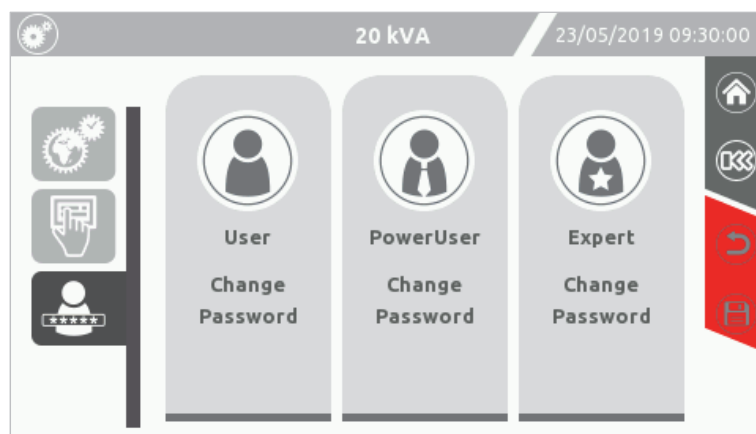 20 kVA
23/05/2019 09:30:00
User
Change
Password
PowerUser
Change
Password
Expert
Change
Password
*****